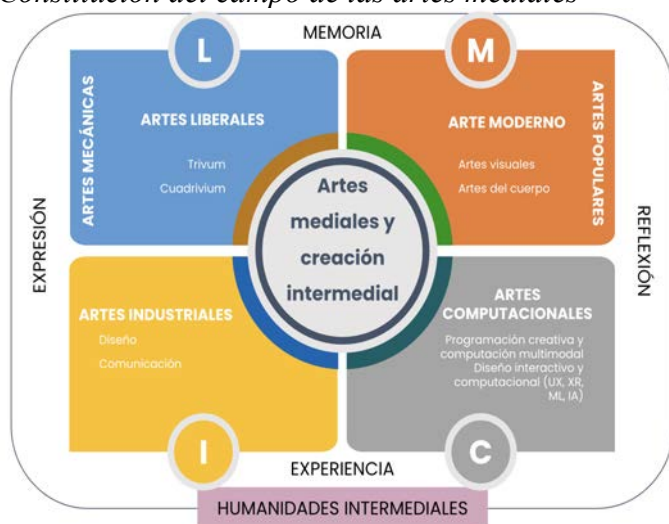 Constitución del campo de las artes mediales
MEMORIA
L
M
ARTES MECÁNICAS
ARTES LIBERALES
Trivum
Cuadrivium
ARTE MODERNO
Artes visuales
Artes del cuerpo
ARTES POPULARES
EXPRESIÓN
Artes
mediales y
creación
intermedial
REFLEXIÓN
ARTES INDUSTRIALES
Diseño
Comunicación
ARTES
COMPUTACIONALES
Programación creativa y
computación multimodal
Diseño interactivo y
computacional (UX, XR,
ML, IA)
I
C
EXPERIENCIA
HUMANIDADES INTERMEDIALES